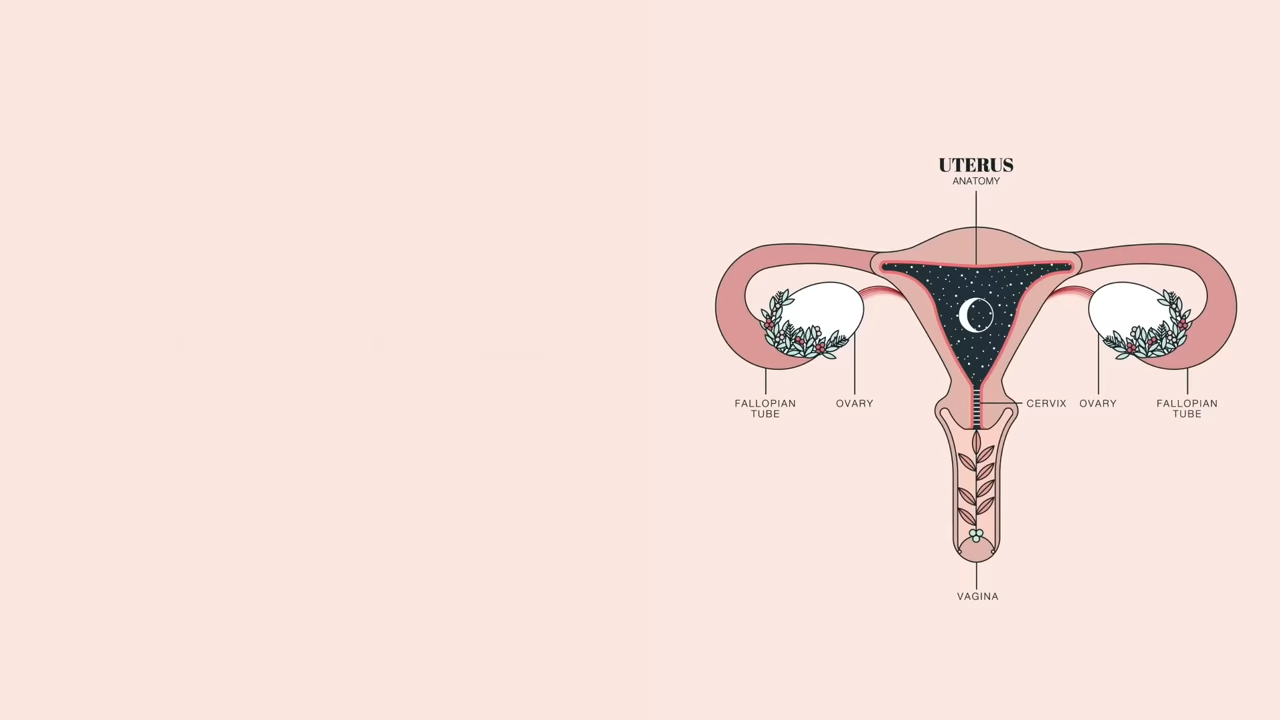 UTERUS
ANATOMY
FALLOPIAN
TUBE
OVARY
CERVIX
OVARY
FALLOPIAN
TUBE
VAGINA